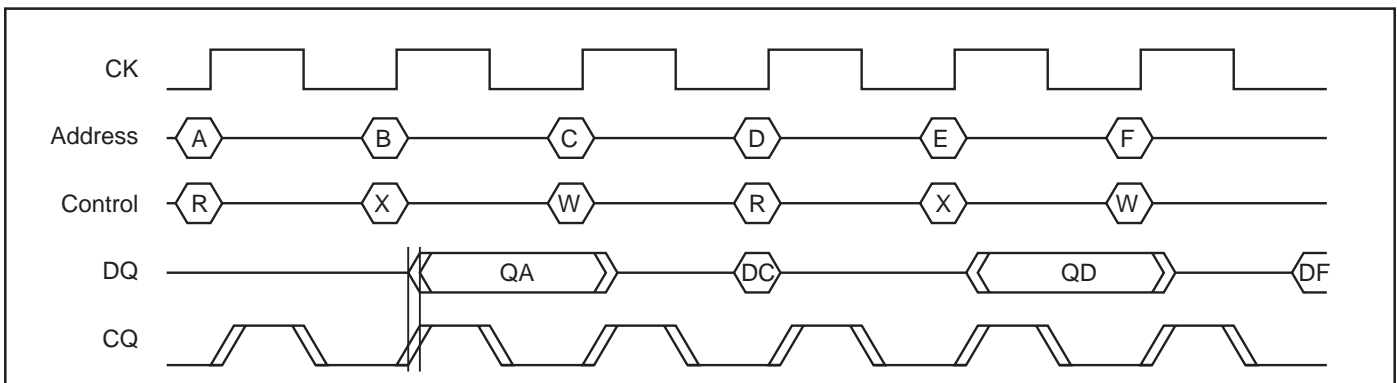 CK
Address A B C D E F
Control R X W R X W
DQ QA DC QD DF
CQ